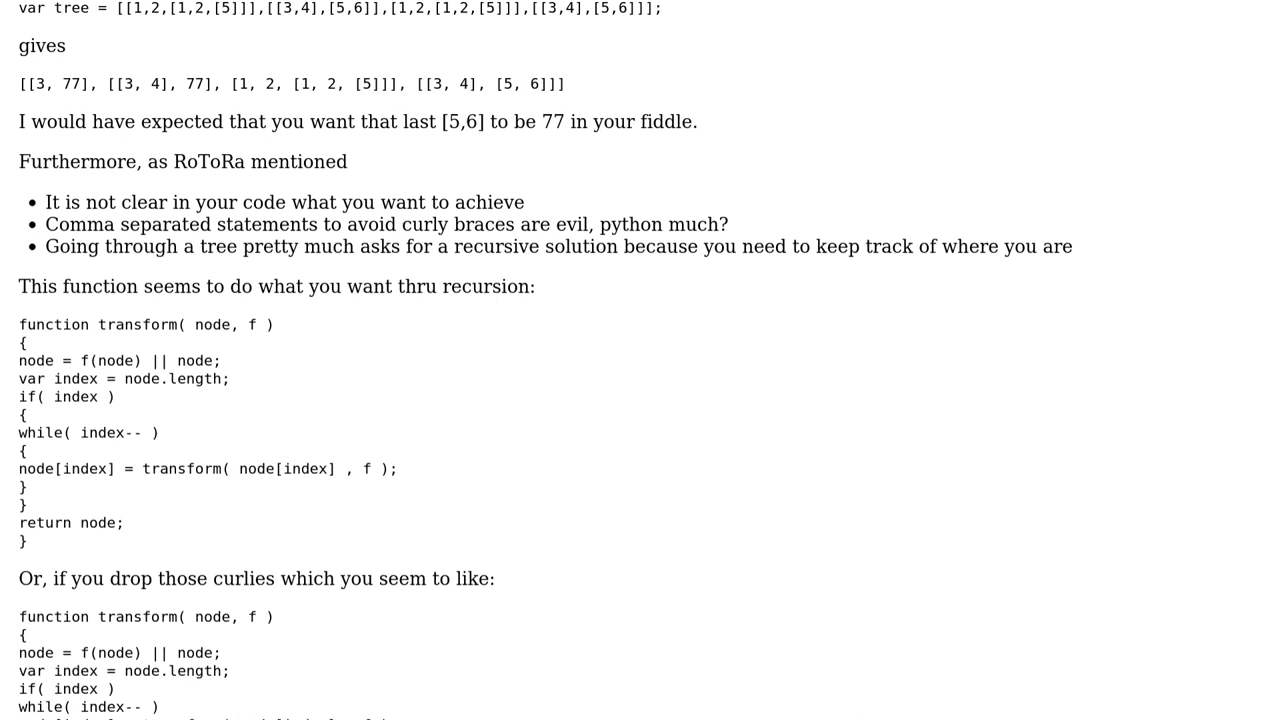 var tree = [[1,2,[1,2,[5]]],[[3,4],[5,6]],[1,2,[1,2,[5]]],[[3,4],[5,6]]];
gives
[[3, 77], [[3, 4], 77], [1, 2, [1, 2, [5]]], [[3, 4], [5, 6]]]
I would have expected that you want that last [5,6] to be 77 in your fiddle.
Furthermore, as RoToRa mentioned
• It is not clear in your code what you want to achieve
• Comma separated statements to avoid curly braces are evil, python much?
• Going through a tree pretty much asks for a recursive solution because you need to keep track of where you are
This function seems to do what you want thru recursion:
function transform( node, f )
{
node = f(node) || node;
var index = node.length;
if( index )
{
while( index-- )
{
node[index] = transform( node[index] , f );
}
}
return node;
}
Or, if you drop those curlies which you seem to like:
function transform( node, f )
{
node = f(node) || node;
var index = node.length;
if( index )
while( index-- )